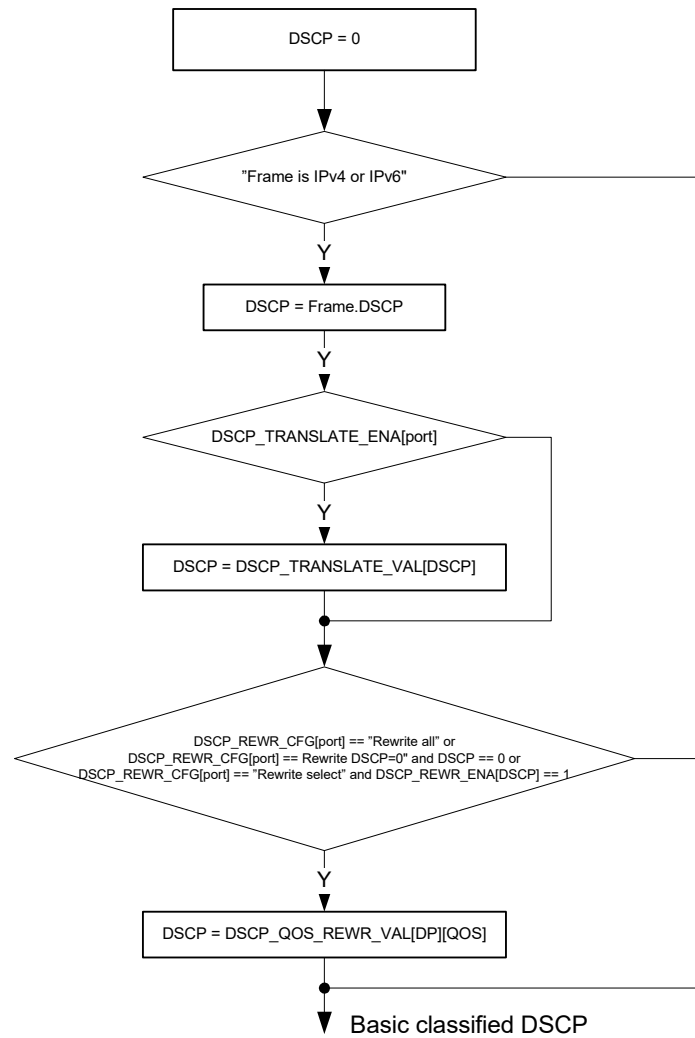 DSCP = 0
”Frame is IPv4 or IPv6"
Y
DSCP = Frame.DSCP
Y
DSCP_TRANSLATE_ENA[port]
Y
DSCP = DSCP_TRANSLATE_VAL[DSCP]
DSCP_REWR_CFG[port] == ”Rewrite all” or
DSCP_REWR_CFG[port] == Rewrite DSCP=0" and DSCP == 0 or
DSCP_REWR_CFG[port] == ”Rewrite select” and DSCP_REWR_ENA[DSCP] == 1
Y
DSCP = DSCP_QOS_REWR_VAL[DP][QOS]
Basic classified DSCP